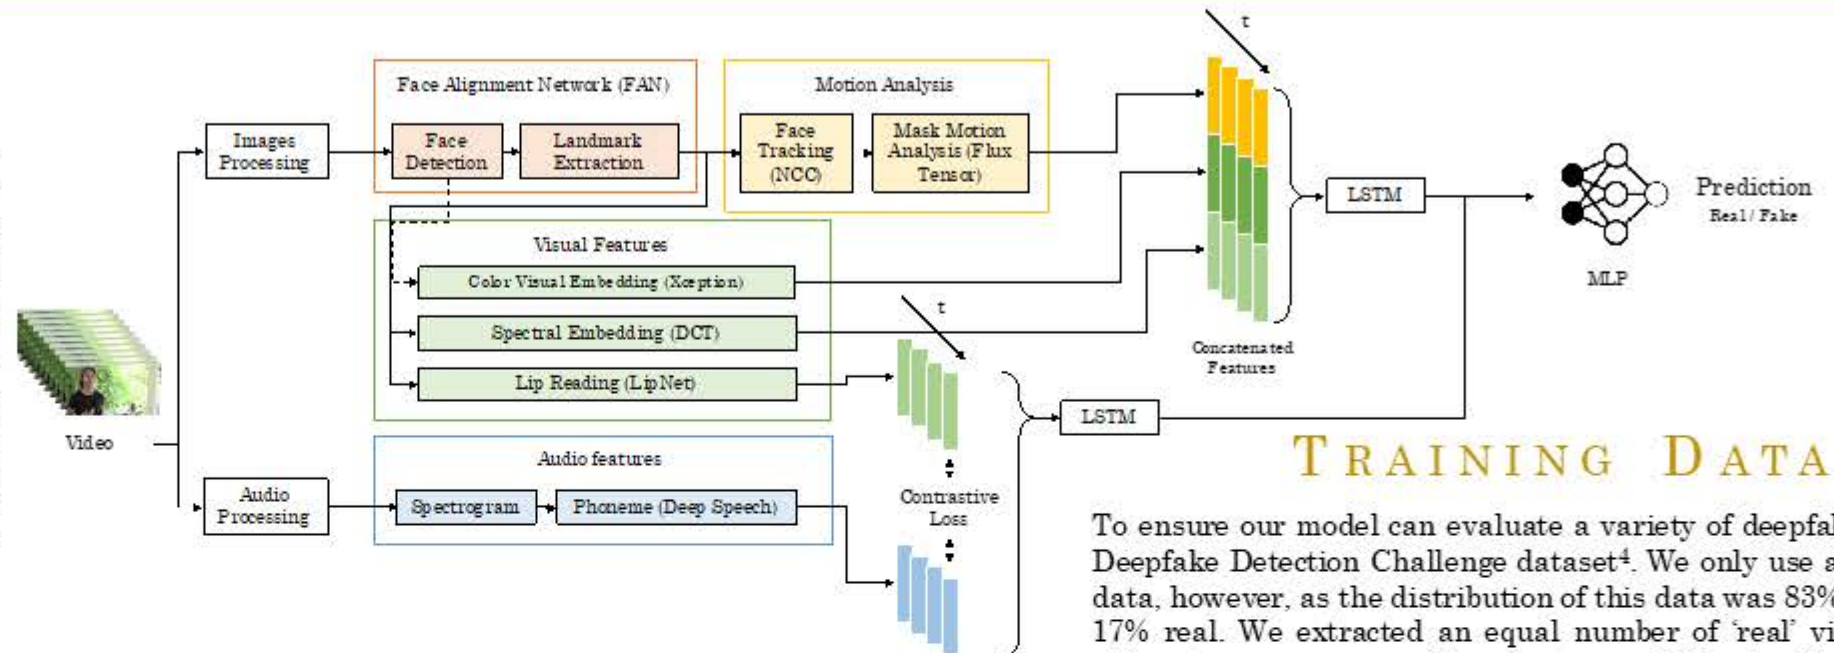 t
Face Alignment Network (FAN)
Motion Analysis
Images
Processing
Face
Detection
Landmark
Extraction
Face
Tracking
(NCC)
Mask Motion
Analysis (Flux
Tensor)
LSTM
Prediction
Real / Fake
MLP
Visual Features
Color Visual Embedding (Xception)
Spectral Embedding (DCT)
Lip Reading (LipNet)
t
Concatenated
Features
LSTM
Video
Audio features
Audio
Processing
Spectrogram
Phoneme (Deep Speech)
Contrastive
Loss
TRAINING DATA
To ensure our model can evaluate a variety of
Deepfake Detection Challenge dataset⁴. We only use a
data, however, as the distribution of this data was 83%
17% real. We extracted an equal number of 'real'